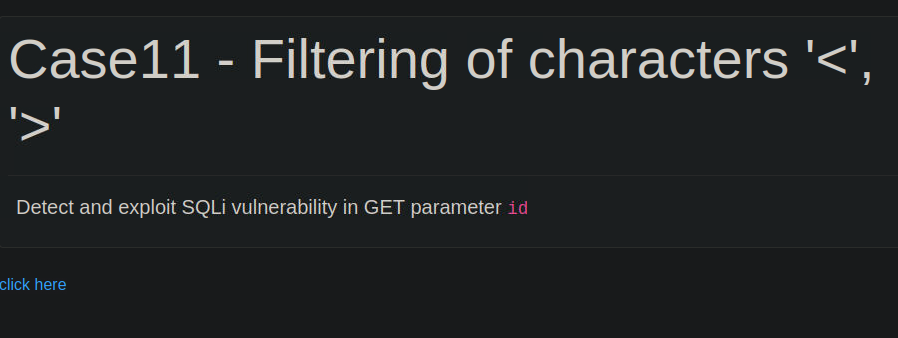 Case11 - Filtering of characters '<',
'>'
Detect and exploit SQLi vulnerability in GET parameter id
click here